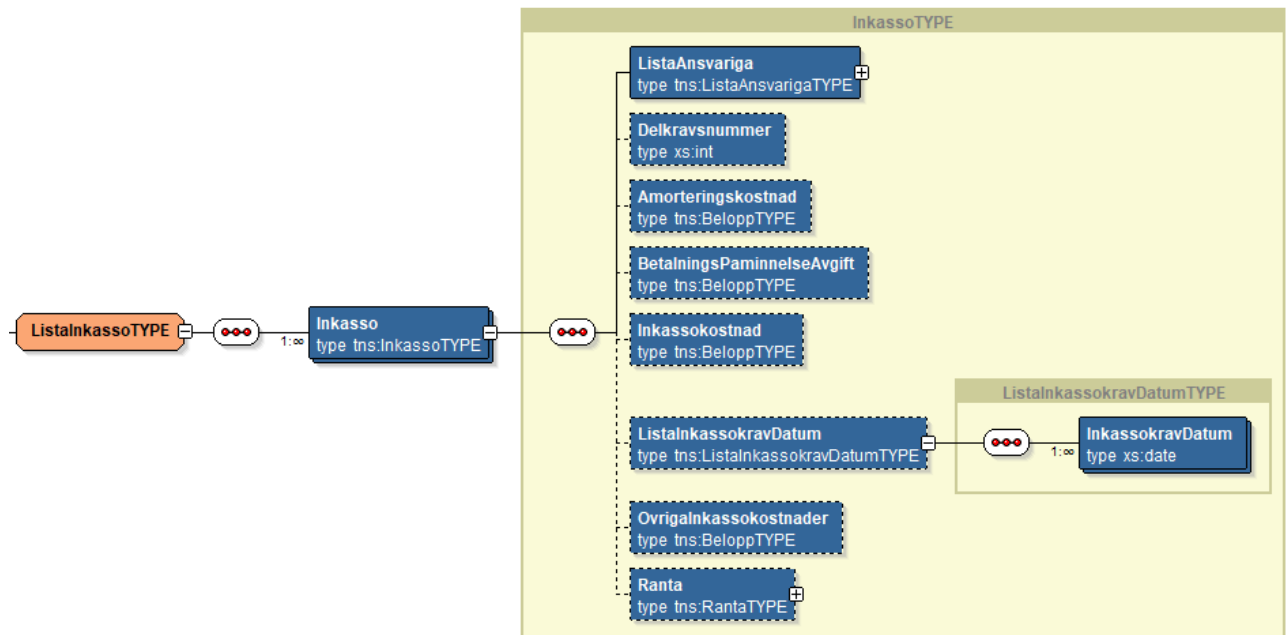 InkassoTYPE
ListaAnsvariga
type tns:ListaAnsvarigaTYPE
Delkravsnummer
type xs:int
Amorteringskostnad
type tns:BeloppTYPE
BetalningsPaminnelseAvgift
type tns:BeloppTYPE
ListaInkassoTYPE
1:∞
Inkasso
type tns:InkassoTYPE
Inkassokostnad
type tns:BeloppTYPE
ListaInkassokravDatum
type tns:ListaInkassokravDatumTYPE
ListaInkassokravDatumTYPE
1:∞
InkassokravDatum
type xs:date
OvrigaInkassokostnader
type tns:BeloppTYPE
Ranta
type tns:RantaTYPE